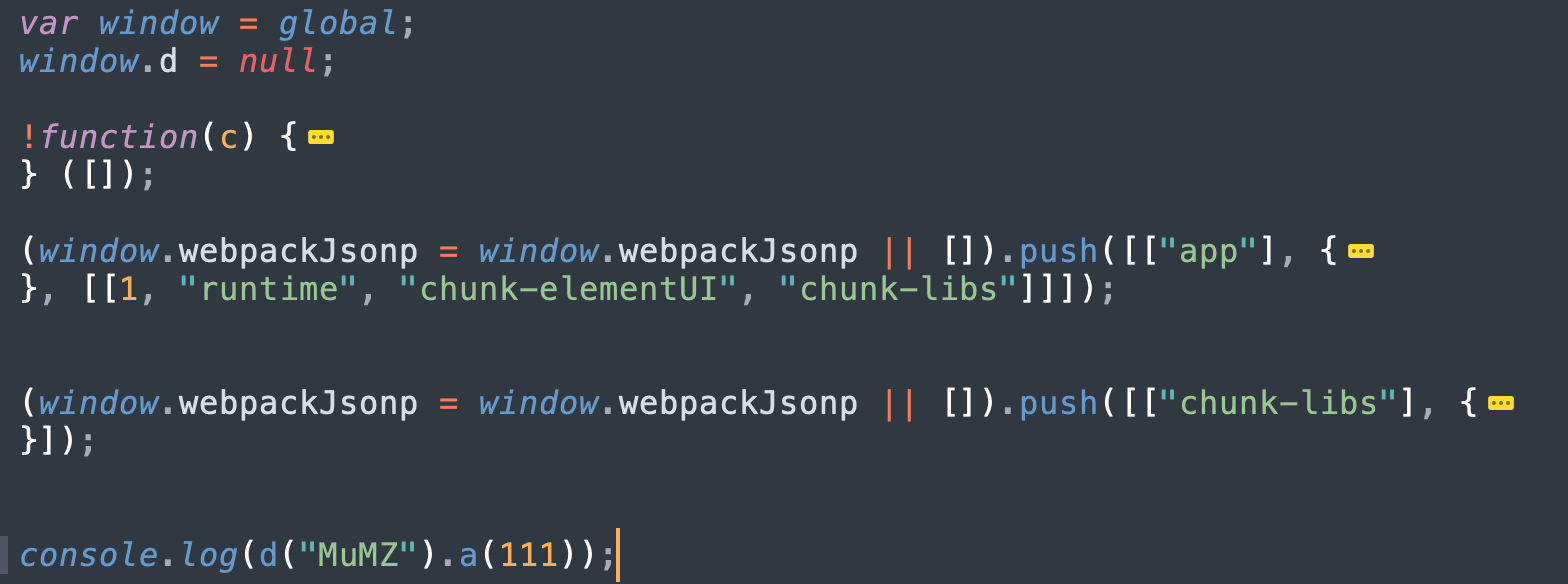 var window = global;
window.d = null;
!function(c) {
} ([]);
(window.webpackJsonp = window.webpackJsonp || []).push([["app"], {
}, [[1, "runtime", "chunk-elementUI", "chunk-libs"]]]);
(window.webpackJsonp = window.webpackJsonp || []).push([["chunk-libs"], {
}]);
console.log(d("MuMZ").a(111));